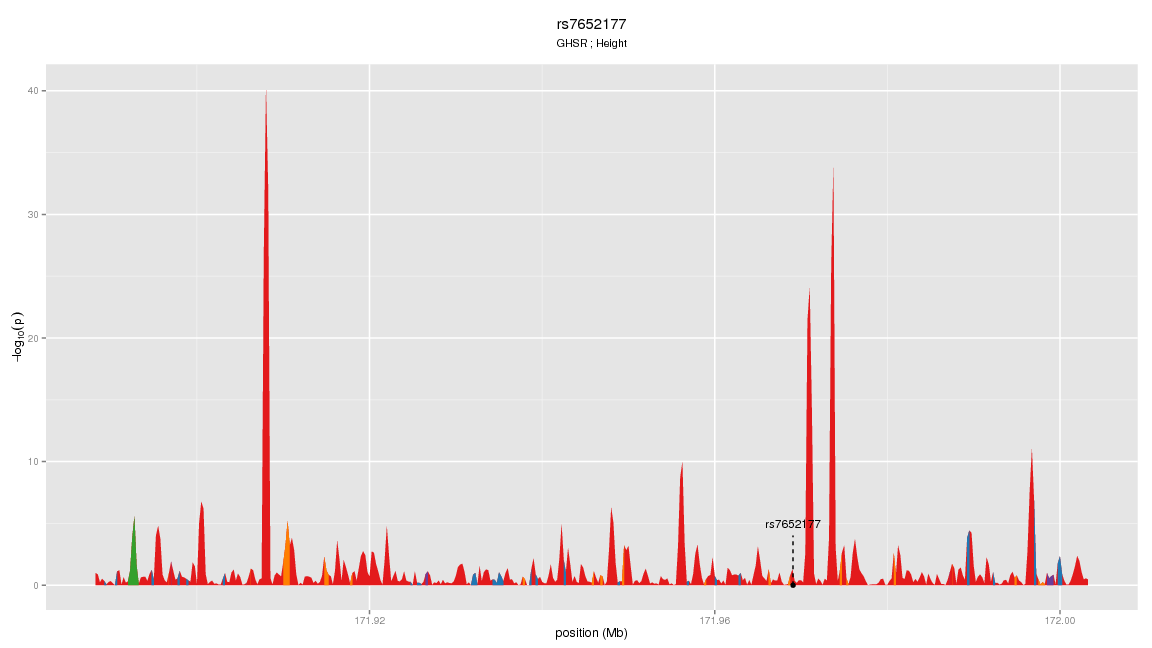 rs7652177
GHSR ; Height
40
30
20
10
0
−log10(p)
rs7652177
171.92
171.96
172.00
position (Mb)